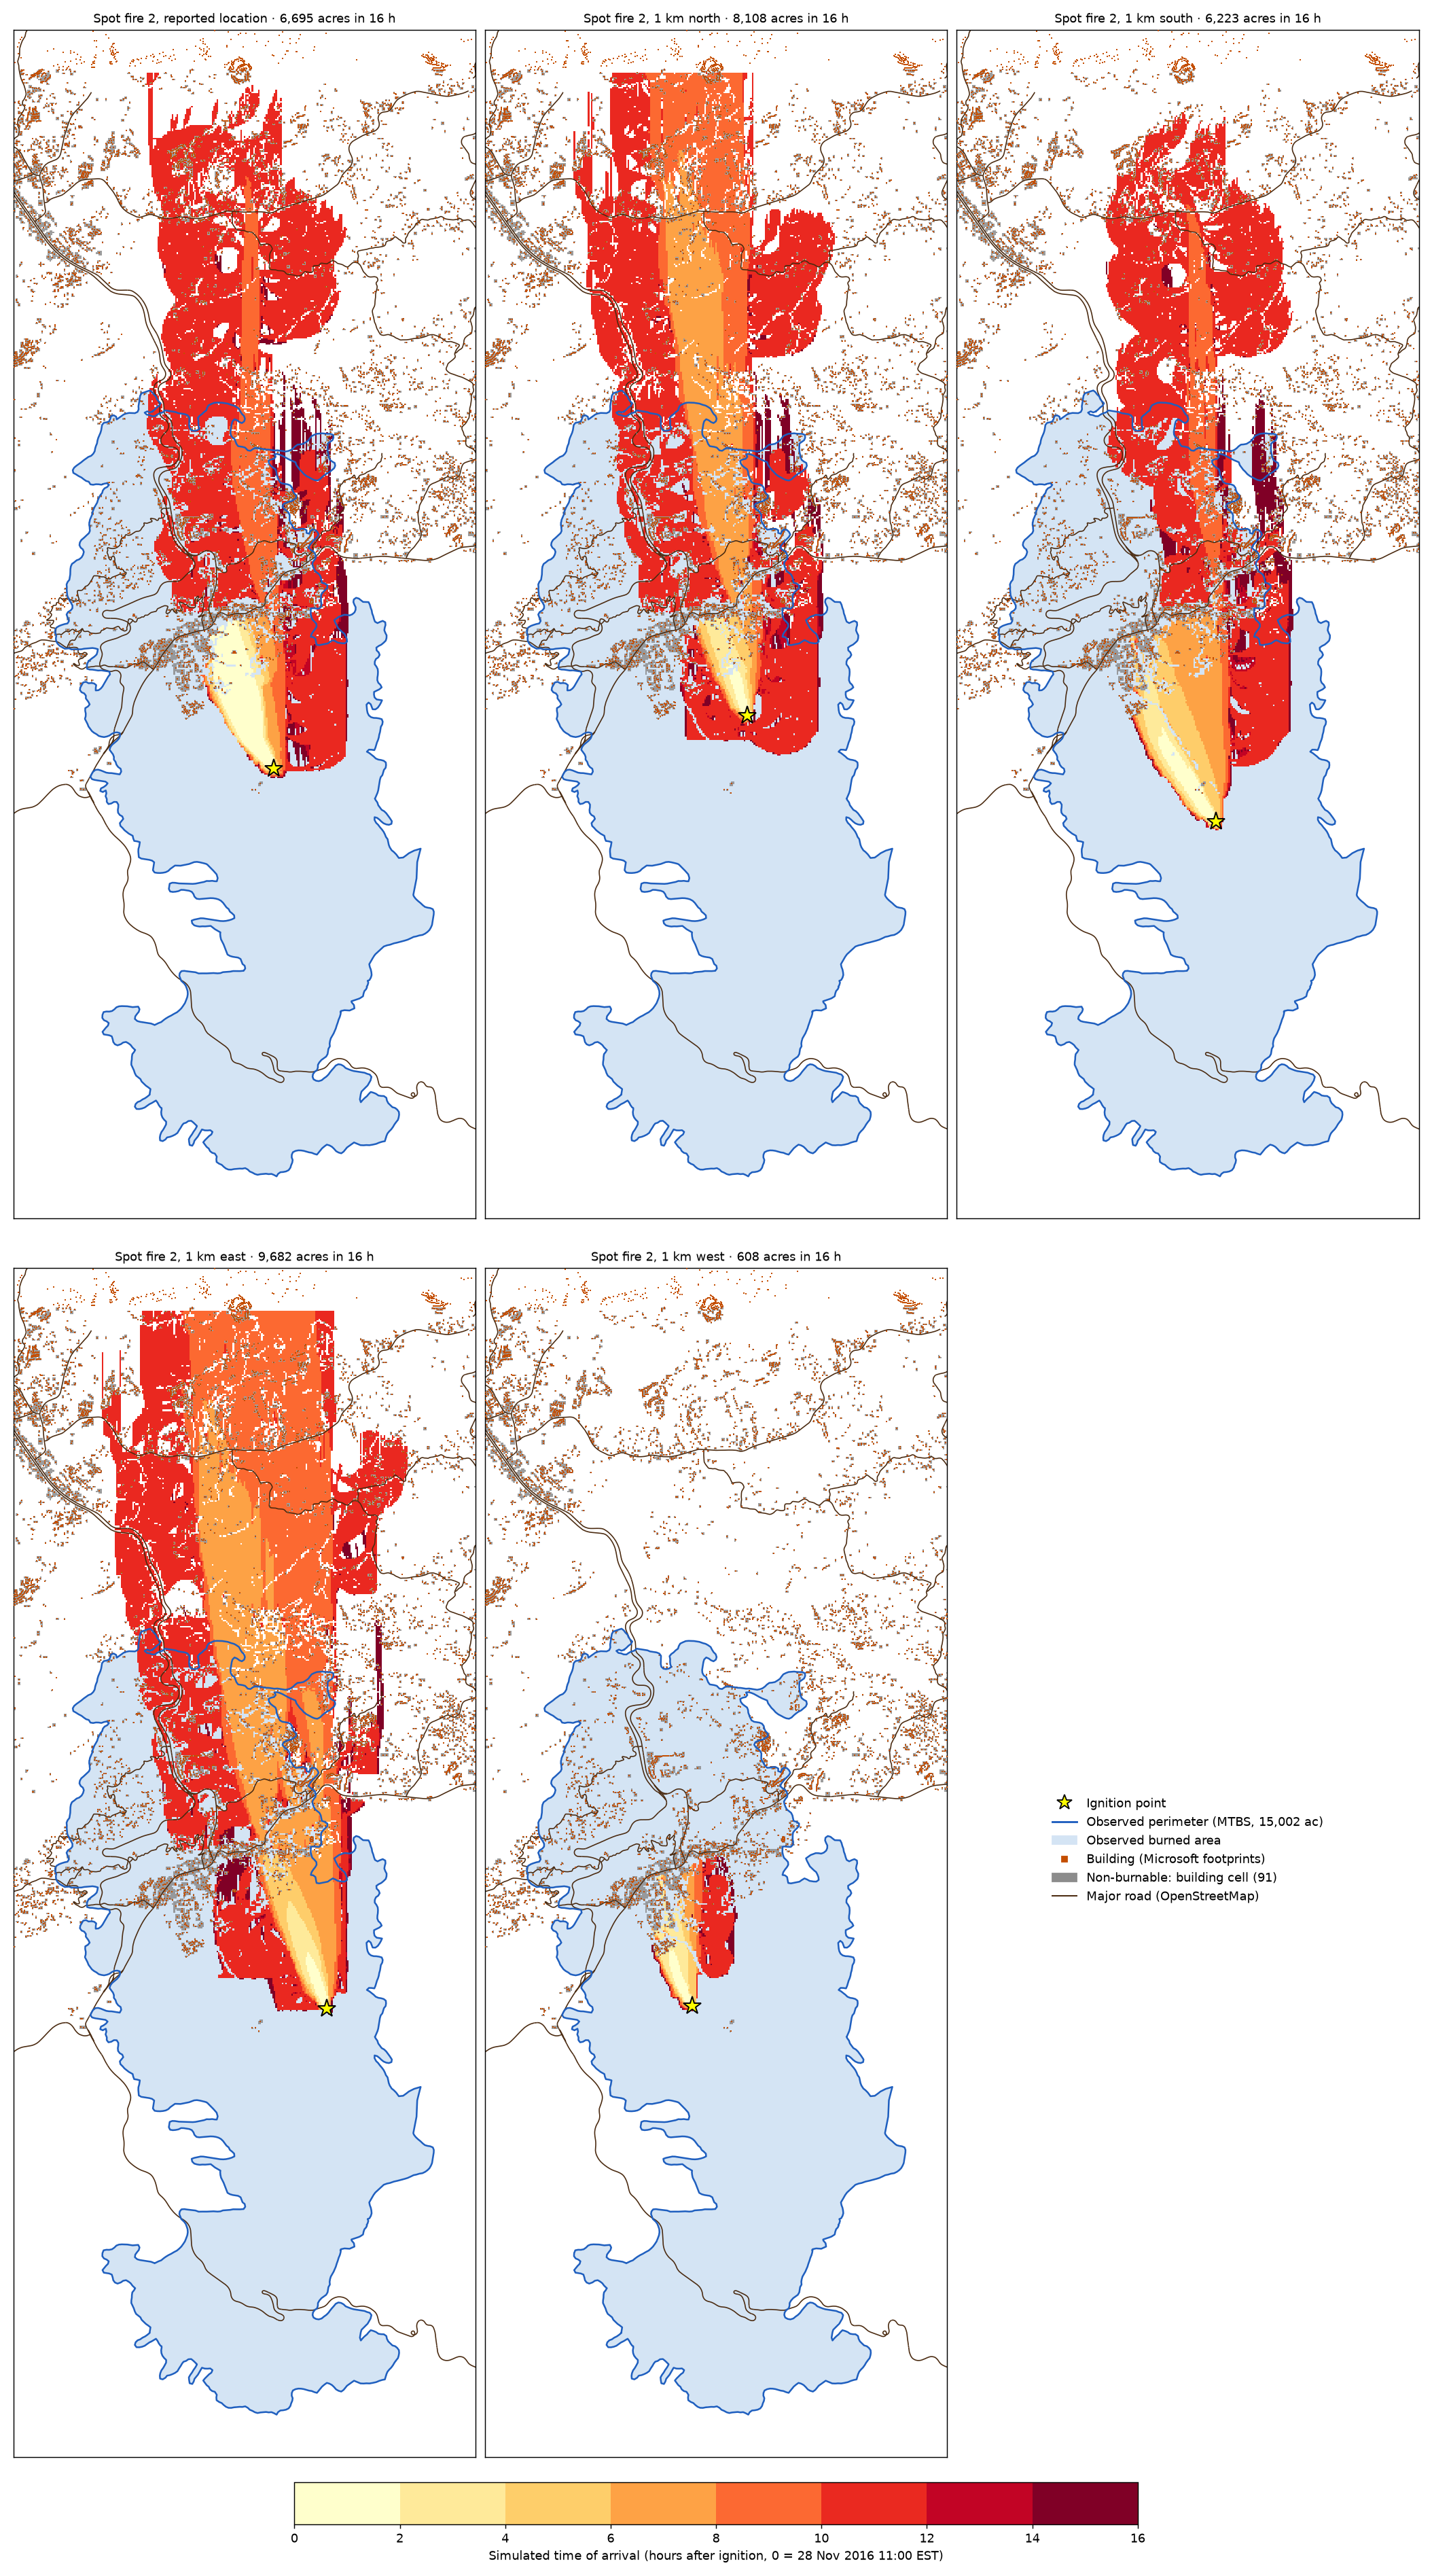 Spot fire 2, reported location · 6,695 acres in 16 h
Spot fire 2, 1 km north · 8,108 acres in 16 h
Spot fire 2, 1 km south · 6,223 acres in 16 h
Spot fire 2, 1 km east · 9,682 acres in 16 h
Spot fire 2, 1 km west · 608 acres in 16 h
Ignition point
Observed perimeter (MTBS, 15,002 ac)
Observed burned area
Building (Microsoft footprints)
Non-burnable: building cell (91)
Major road (OpenStreetMap)
0 2 4 6 8 10 12 14 16
Simulated time of arrival (hours after ignition, 0 = 28 Nov 2016 11:00 EST)